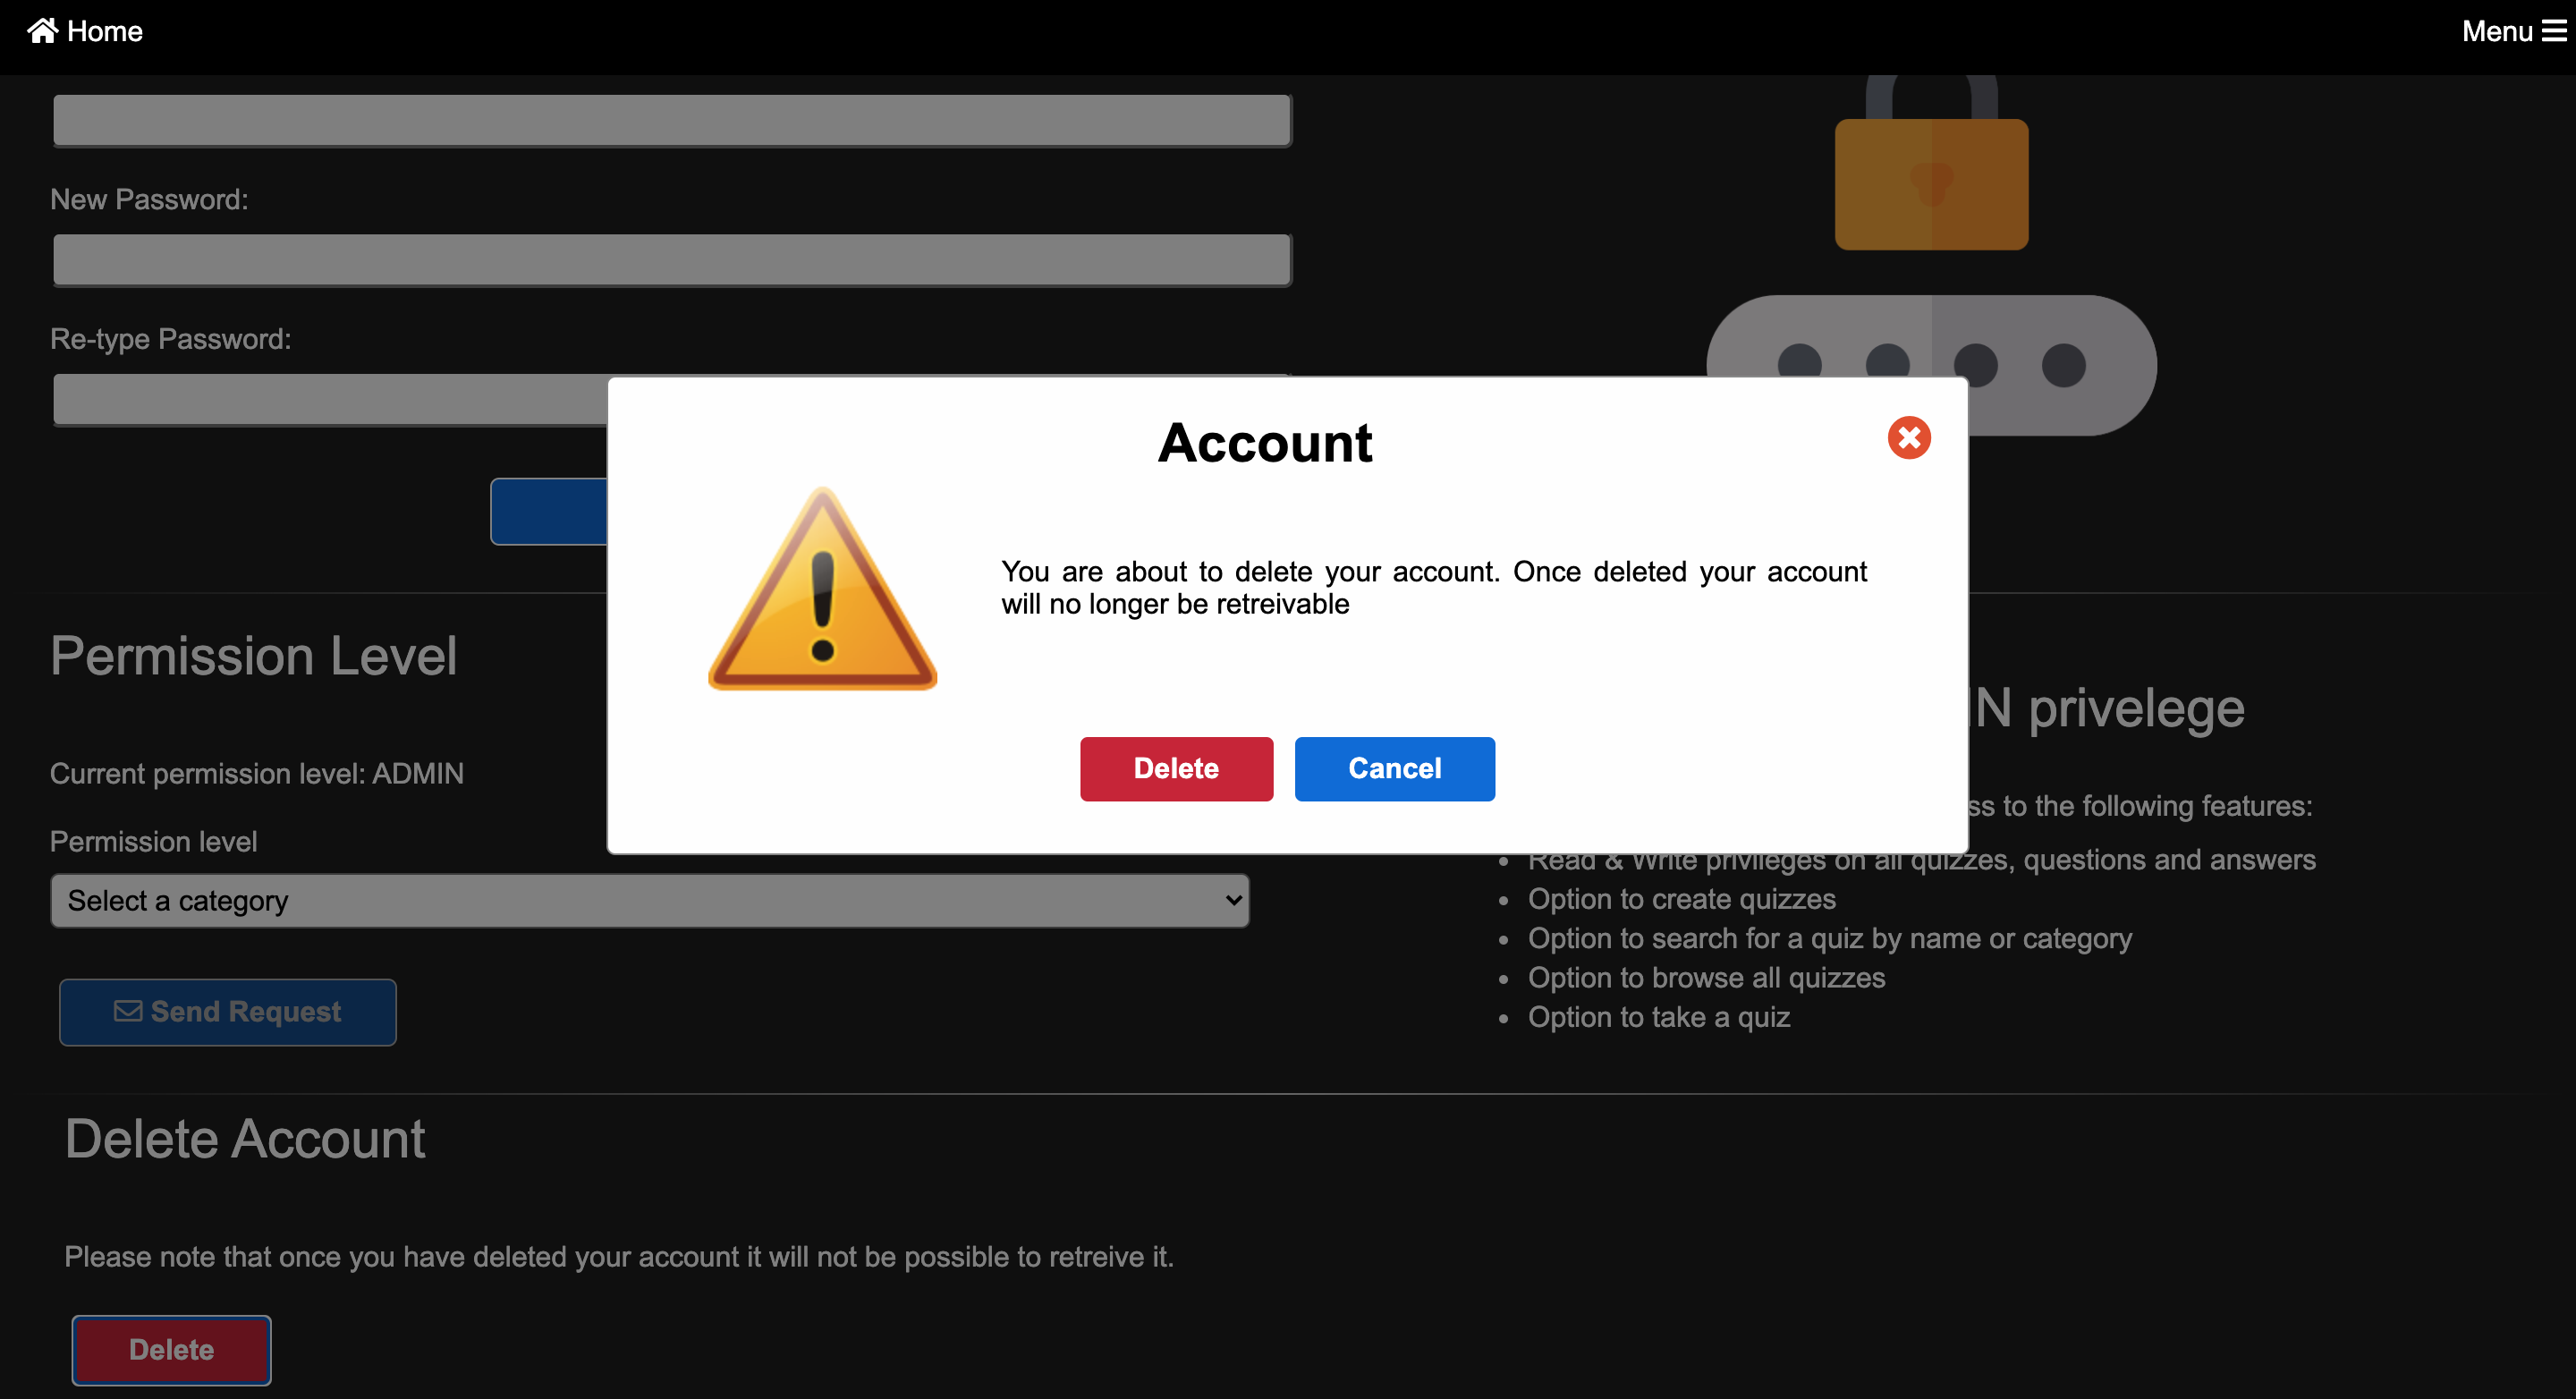 Home
Menu
New Password:
Re-type Password:
Account
You are about to delete your account. Once deleted your account
will no longer be retreivable
Delete
Cancel
Permission Level
Current permission level: ADMIN
Permission level
Select a category
Send Request
privelege
to the following features:
Read & Write privileges on all quizzes, questions and answers
Option to create quizzes
Option to search for a quiz by name or category
Option to browse all quizzes
Option to take a quiz
Delete Account
Please note that once you have deleted your account it will not be possible to retreive it.
Delete